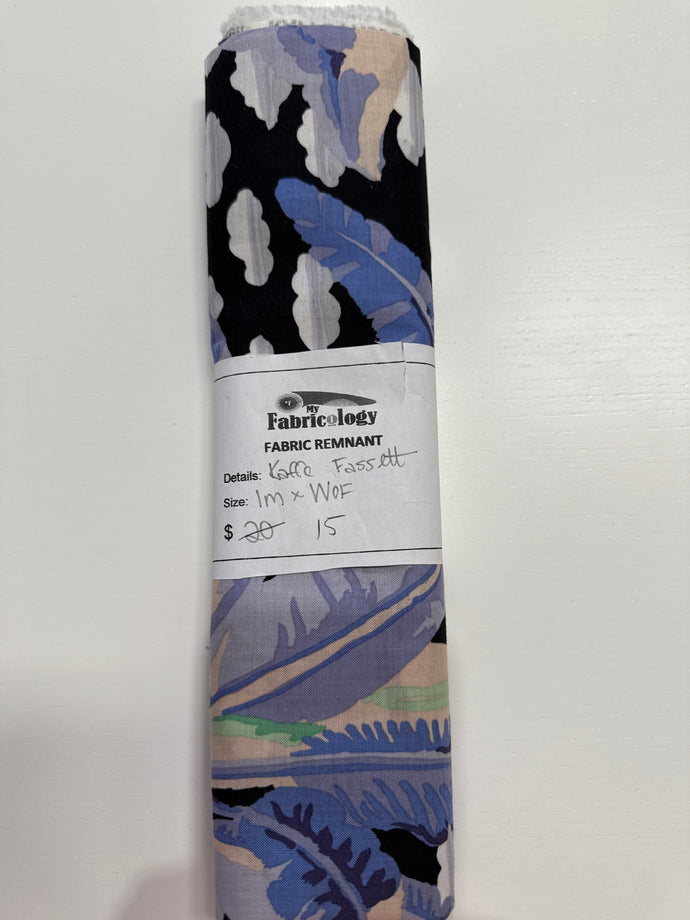 My
Fabricology
FABRIC REMNANT
Details: Kaffe Fassett
Size: 1m x WOF
$ 20 15